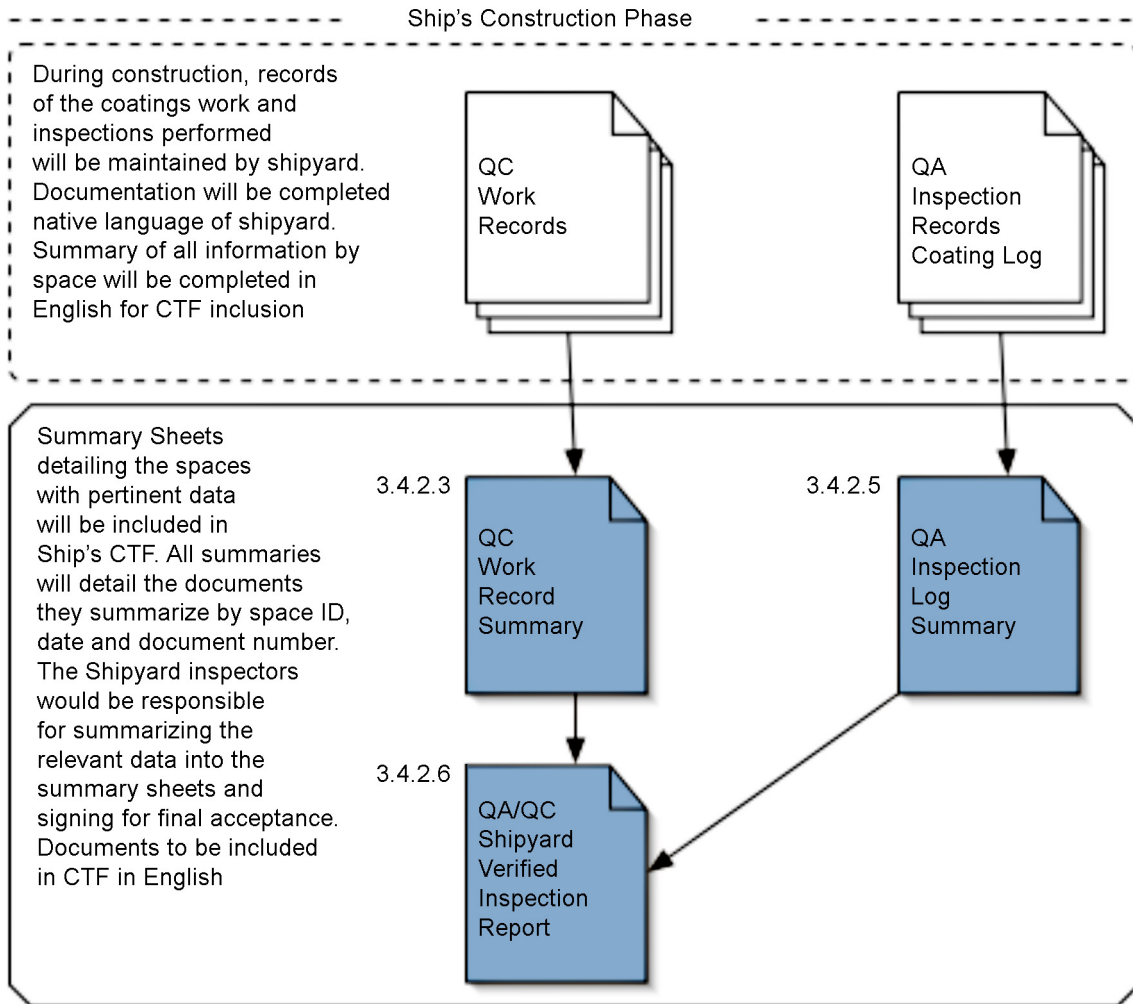 Ship's Construction Phase
During construction, records
of the coatings work and
inspections performed
will be maintained by shipyard.
Documentation will be completed
native language of shipyard.
Summary of all information by
space will be completed in
English for CTF inclusion
QC
Work
Records
QA
Inspection
Records
Coating Log
Summary Sheets
detailing the spaces
with pertinent data
will be included in
Ship's CTF. All summaries
will detail the documents
they summarize by space ID,
date and document number.
The Shipyard inspectors
would be responsible
for summarizing the
relevant data into the
summary sheets and
signing for final acceptance.
Documents to be included
in CTF in English
3.4.2.3
QC
Work
Record
Summary
3.4.2.5
QA
Inspection
Log
Summary
3.4.2.6
QA/QC
Shipyard
Verified
Inspection
Report